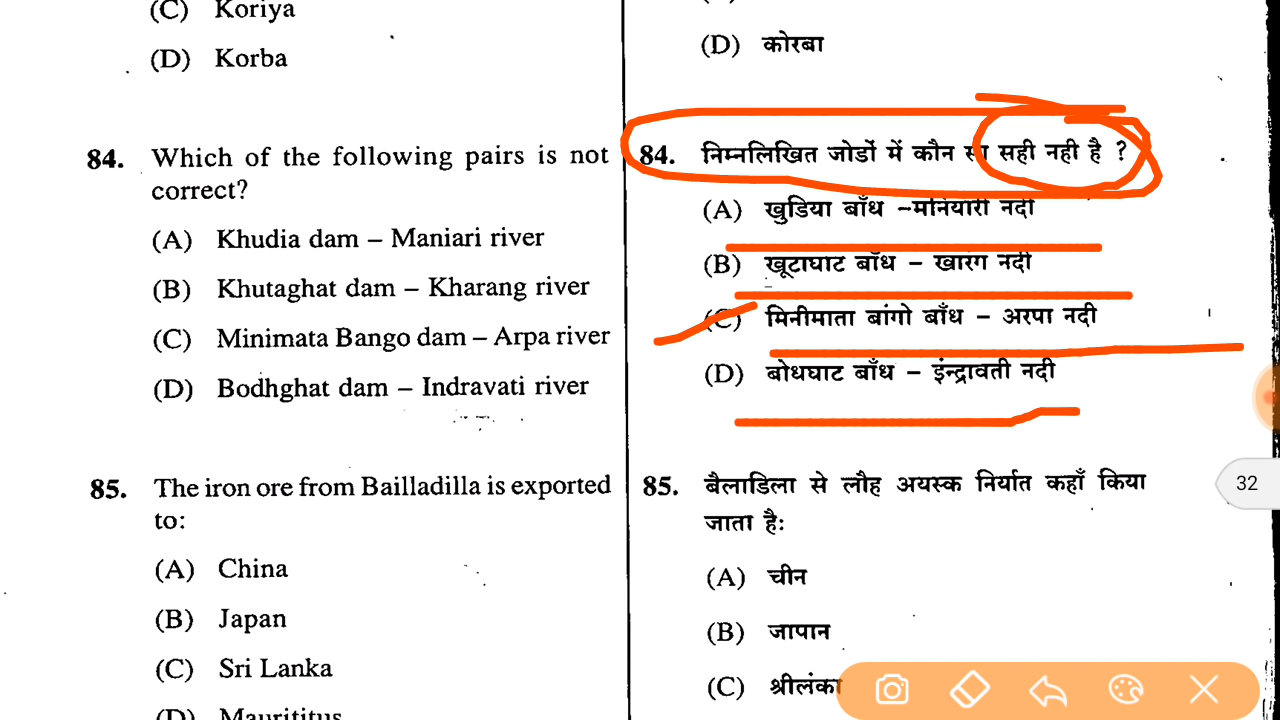 (C) Koriya
(D) Korba
84. Which of the following pairs is not
correct?
(A) Khudia dam – Maniari river
(B) Khutaghat dam – Kharang river
(C) Minimata Bango dam – Arpa river
(D) Bodhghat dam – Indravati river
85. The iron ore from Bailladilla is exported
to:
(A) China
(B) Japan
(C) Sri Lanka
(D) Maurititus
(D) कोरबा
84. निम्नलिखित जोडों में कौन सा सही नही है ?
(A) खुडिया बाँध –मनियारी नदी
(B) खूटाघाट बाँध – खारंग नदी
(C) मिनीमाता बांगो बाँध – अरपा नदी
(D) बोधघाट बाँध – इंन्द्रावती नदी
85. बैलाडिला से लौह अयस्क निर्यात कहाँ किया
जाता हैः
(A) चीन
(B) जापान
(C) श्रीलंका
32